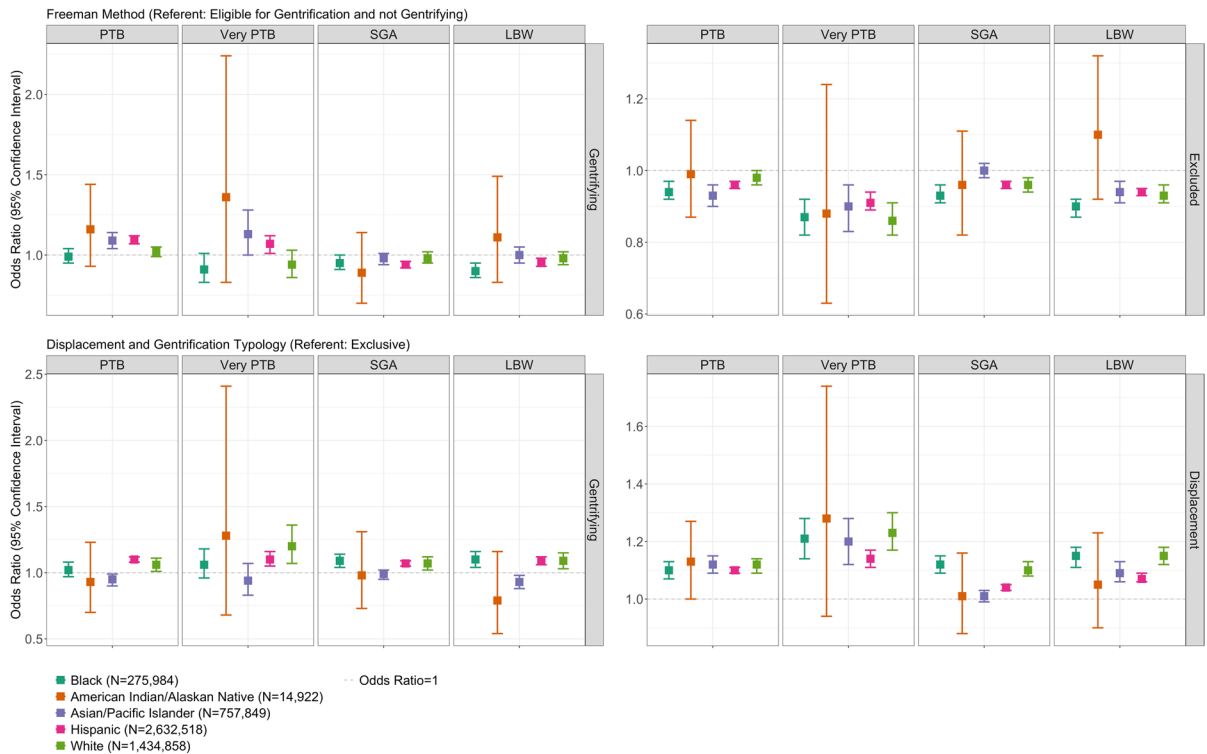 Freeman Method (Referent: Eligible for Gentrification and not Gentrifying)
PTB Very PTB SGA LBW
Odds Ratio (95% Confidence Interval)
2.0
1.5
1.0
Gentrifying
PTB Very PTB SGA LBW
1.2
1.0
0.8
0.6
Excluded
Displacement and Gentrification Typology (Referent: Exclusive)
PTB Very PTB SGA LBW
Odds Ratio (95% Confidence Interval)
2.5
2.0
1.5
1.0
0.5
Gentrifying
PTB Very PTB SGA LBW
1.6
1.4
1.2
1.0
Displacement
Black (N=275,984)
American Indian/Alaskan Native (N=14,922)
Asian/Pacific Islander (N=757,849)
Hispanic (N=2,632,518)
White (N=1,434,858)
Odds Ratio=1